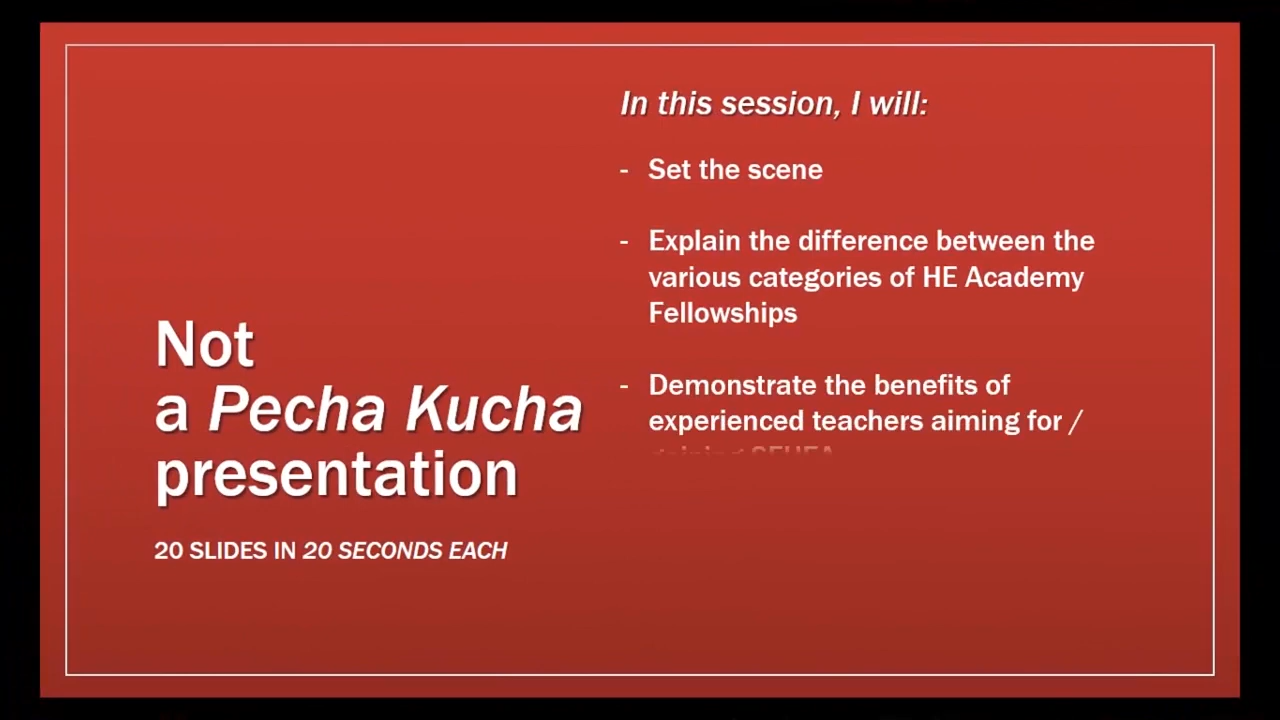 Not
a Pecha Kucha
presentation
20 SLIDES IN 20 SECONDS EACH
In this session, I will:
- Set the scene
- Explain the difference between the
various categories of HE Academy
Fellowships
- Demonstrate the benefits of
experienced teachers aiming for /